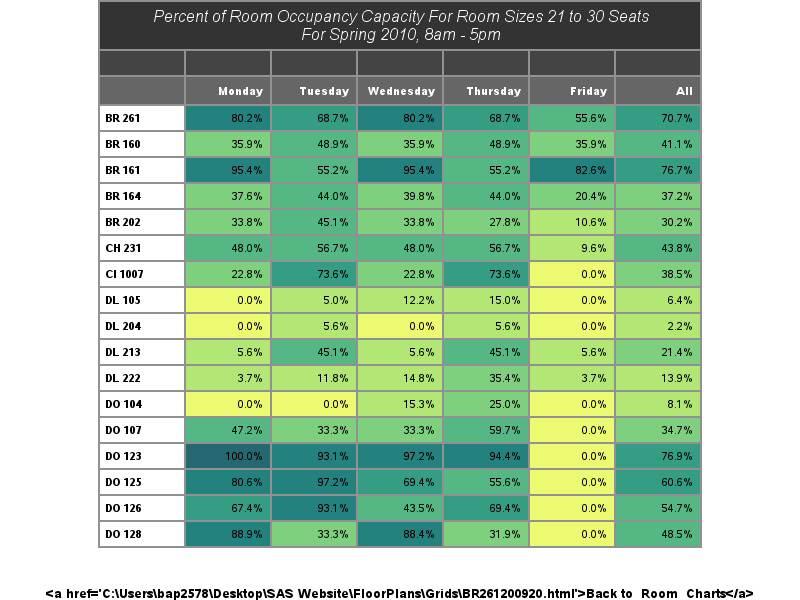 Percent of Room Occupancy Capacity For Room Sizes 21 to 30 Seats
For Spring 2010, 8am - 5pm
Monday Tuesday Wednesday Thursday Friday All
BR 261 80.2% 68.7% 80.2% 68.7% 55.6% 70.7%
BR 160 35.9% 48.9% 35.9% 48.9% 35.9% 41.1%
BR 161 95.4% 55.2% 95.4% 55.2% 82.6% 76.7%
BR 164 37.6% 44.0% 39.8% 44.0% 20.4% 37.2%
BR 202 33.8% 45.1% 33.8% 27.8% 10.6% 30.2%
CH 231 48.0% 56.7% 48.0% 56.7% 9.6% 43.8%
CI 1007 22.8% 73.6% 22.8% 73.6% 0.0% 38.5%
DL 105 0.0% 5.0% 12.2% 15.0% 0.0% 6.4%
DL 204 0.0% 5.6% 0.0% 5.6% 0.0% 2.2%
DL 213 5.6% 45.1% 5.6% 45.1% 5.6% 21.4%
DL 222 3.7% 11.8% 14.8% 35.4% 3.7% 13.9%
DO 104 0.0% 0.0% 15.3% 25.0% 0.0% 8.1%
DO 107 47.2% 33.3% 33.3% 59.7% 0.0% 34.7%
DO 123 100.0% 93.1% 97.2% 94.4% 0.0% 76.9%
DO 125 80.6% 97.2% 69.4% 55.6% 0.0% 60.6%
DO 126 67.4% 93.1% 43.5% 69.4% 0.0% 54.7%
DO 128 88.9% 33.3% 88.4% 31.9% 0.0% 48.5%
<a href='C:\Users\bap2578\Desktop\SAS Website\FloorPlans\Grids\BR261200920.html'>Back to Room Charts</a>